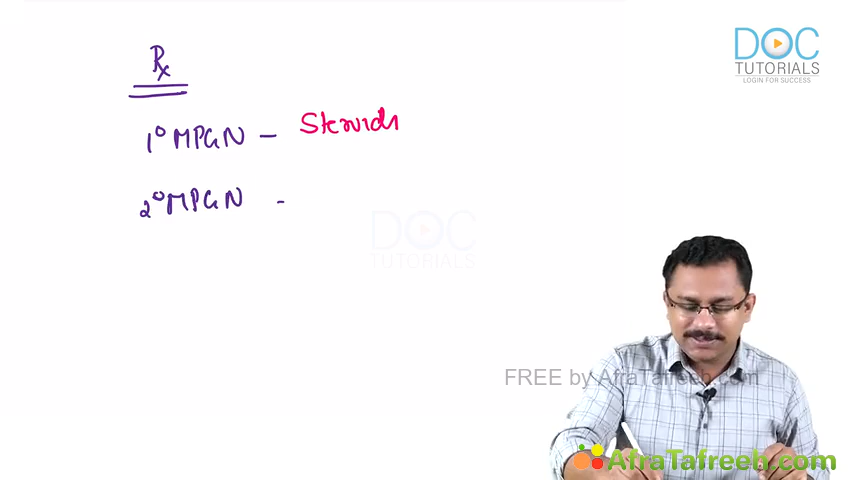 Rx
DOC
TUTORIALS
LOGIN FOR SUCCESS
1° MPGN - Steroids
2° MPGN -
DOC
TUTORIALS
FREE by AfraTafreeh.com
AfraTafreeh.com